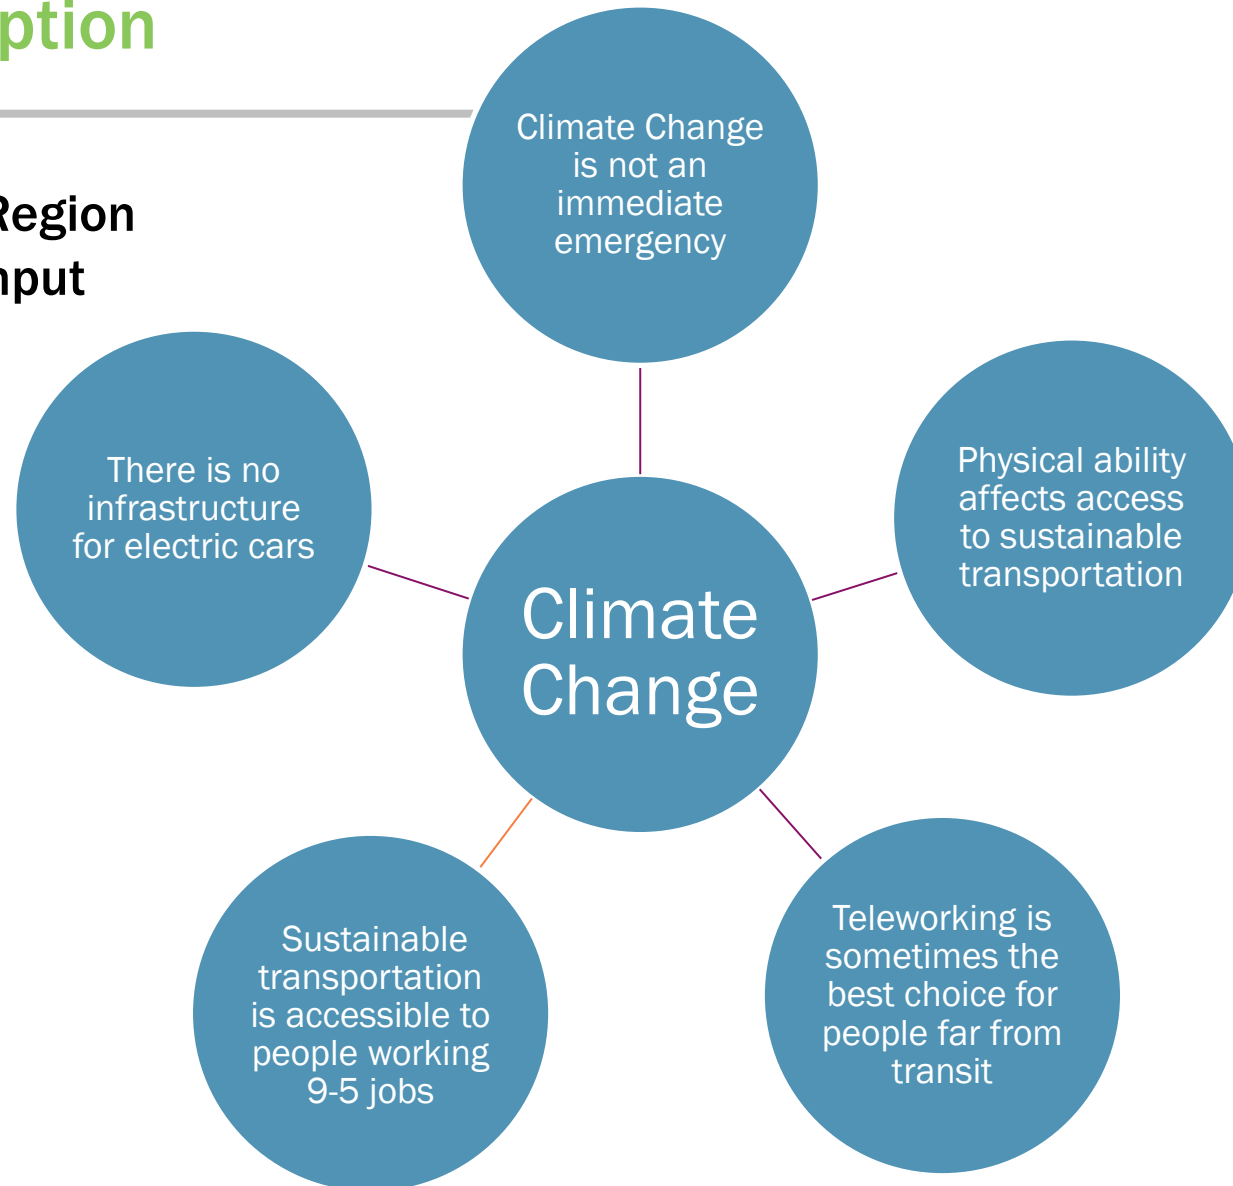 ption
Region
nput
Climate Change
is not an
immediate
emergency
There is no
infrastructure
for electric cars
Physical ability
affects access
to sustainable
transportation
Climate
Change
Sustainable
transportation
is accessible to
people working
9-5 jobs
Teleworking is
sometimes the
best choice for
people far from
transit